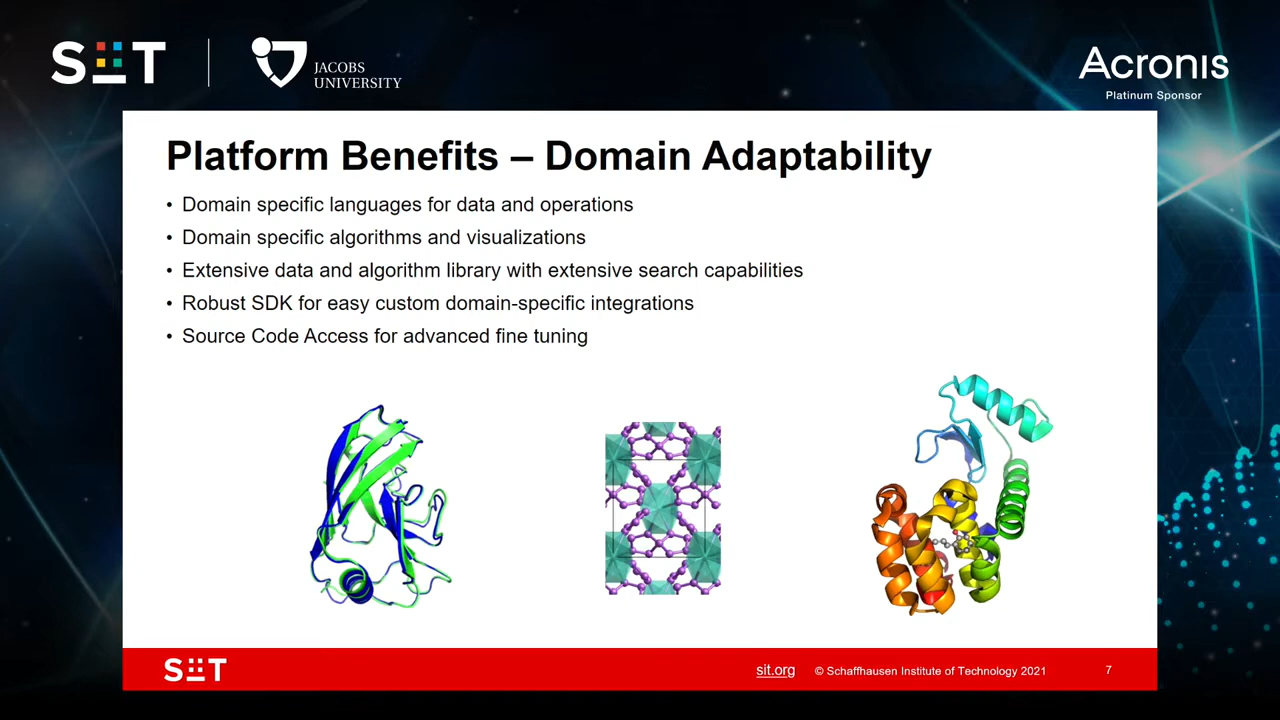 SIT
JACOBS
UNIVERSITY
Acronis
Platinum Sponsor
Platform Benefits – Domain Adaptability
• Domain specific languages for data and operations
• Domain specific algorithms and visualizations
• Extensive data and algorithm library with extensive search capabilities
• Robust SDK for easy custom domain-specific integrations
• Source Code Access for advanced fine tuning
SIT
sit.org
© Schaffhausen Institute of Technology 2021
7